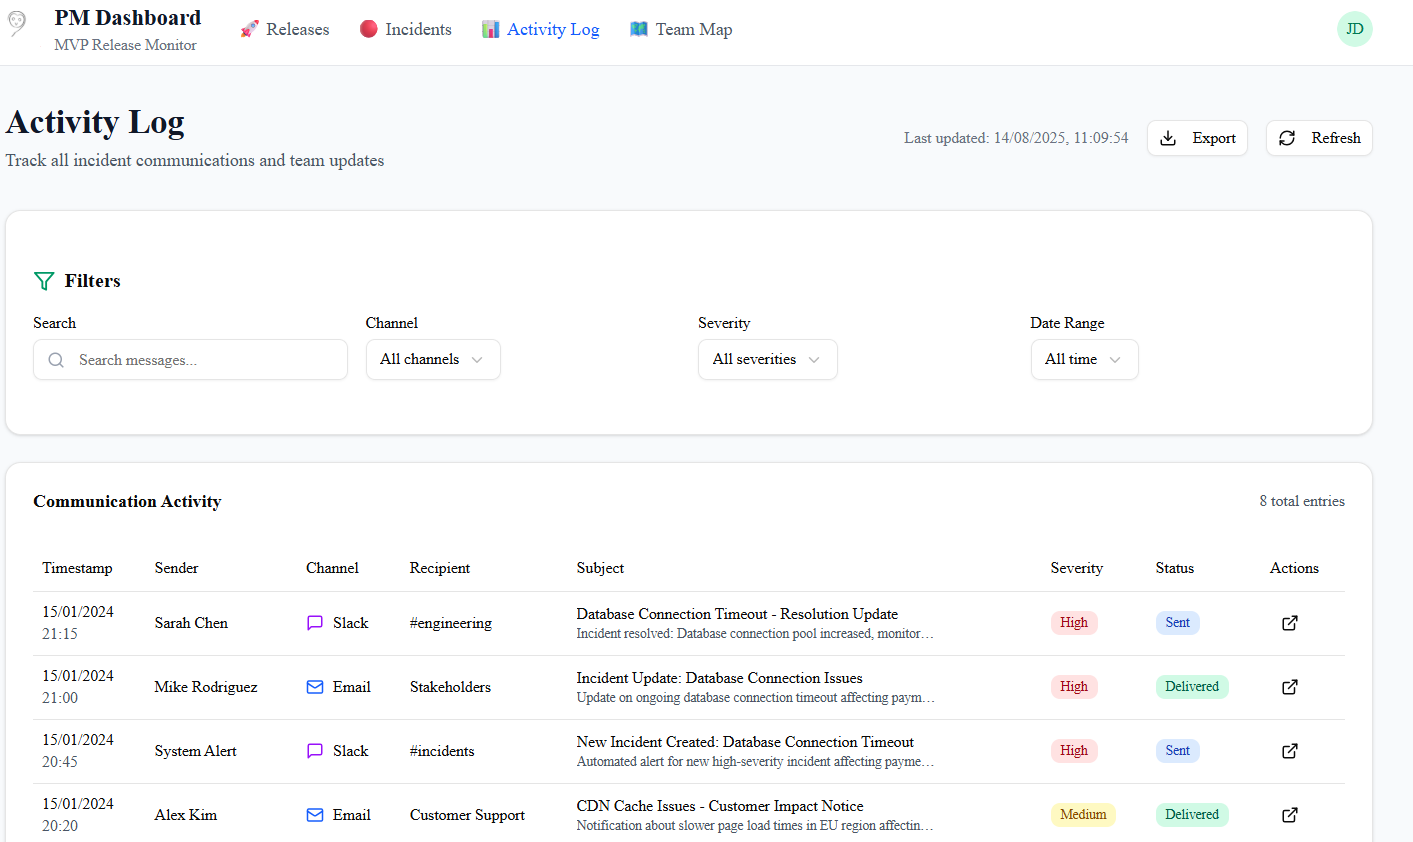 PM Dashboard
MVP Release Monitor
Releases
Incidents
Activity Log
Team Map
JD
Activity Log
Track all incident communications and team updates
Last updated: 14/08/2025, 11:09:54
Export
Refresh
Filters
Search
Channel
Severity
Date Range
Search messages...
All channels
All severities
All time
Communication Activity
8 total entries
Timestamp Sender Channel Recipient Subject Severity Status Actions
15/01/2024
21:15
Sarah Chen
Slack
#engineering
Database Connection Timeout - Resolution Update
Incident resolved: Database connection pool increased, monitor…
High
Sent
15/01/2024
21:00
Mike Rodriguez
Email
Stakeholders
Incident Update: Database Connection Issues
Update on ongoing database connection timeout affecting paym…
High
Delivered
15/01/2024
20:45
System Alert
Slack
#incidents
New Incident Created: Database Connection Timeout
Automated alert for new high-severity incident affecting payme…
High
Sent
15/01/2024
20:20
Alex Kim
Email
Customer Support
CDN Cache Issues - Customer Impact Notice
Notification about slower page load times in EU region affectin…
Medium
Delivered